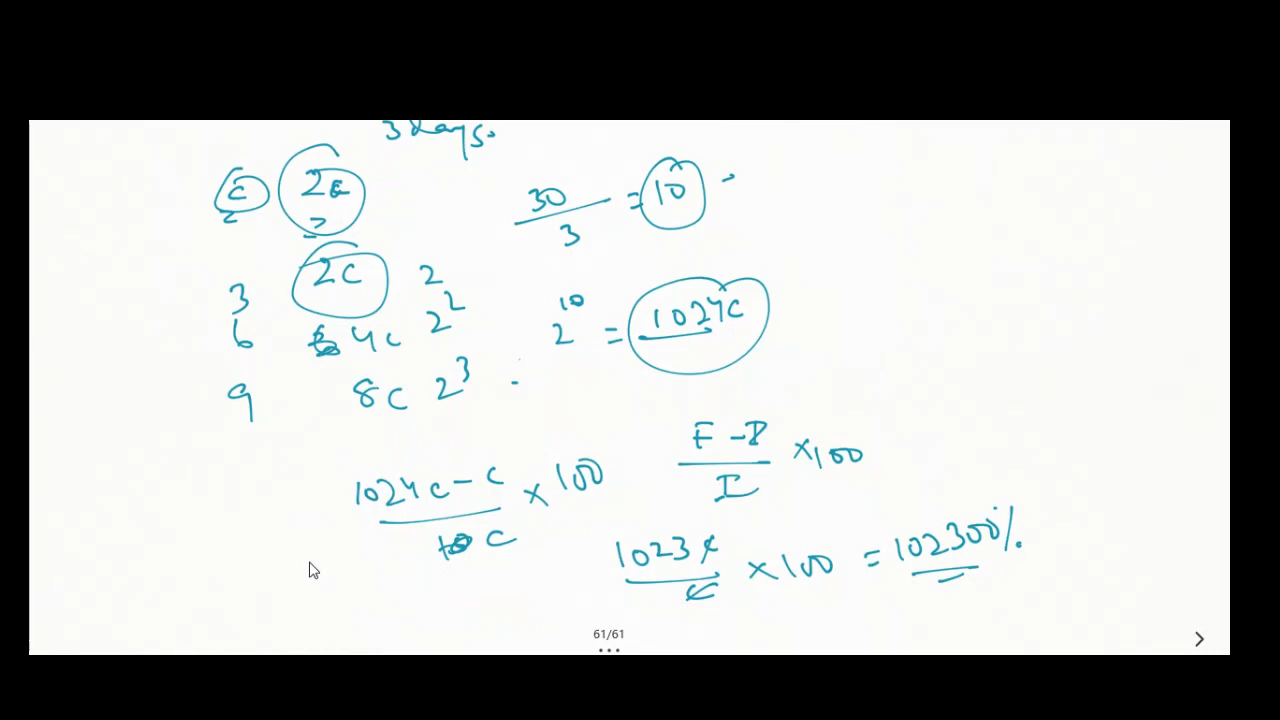 3 days.
c 2c 30/3 = 10
3 2c 2
6 4c 2^2 2^10 = 1024c
9 8c 2^3
F - I / I × 100
1024c - c / c × 100
1023c / c × 100 = 102300%
61/61